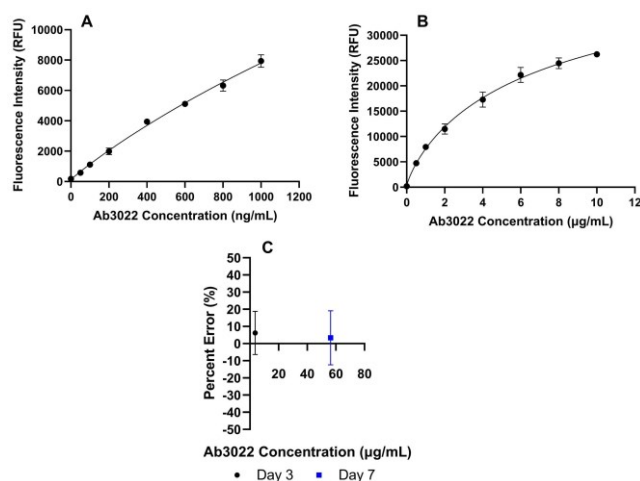 A
Fluorescence Intensity (RFU)
10000
8000
6000
4000
2000
0
0 200 400 600 800 1000 1200
Ab3022 Concentration (ng/mL)
B
Fluorescence Intensity (RFU)
30000
25000
20000
15000
10000
5000
0
0 2 4 6 8 10 12
Ab3022 Concentration (µg/mL)
C
Percent Error (%)
50
40
30
20
10
0
-10
-20
-30
-40
-50
20 40 60 80
Ab3022 Concentration (µg/mL)
Day 3 Day 7